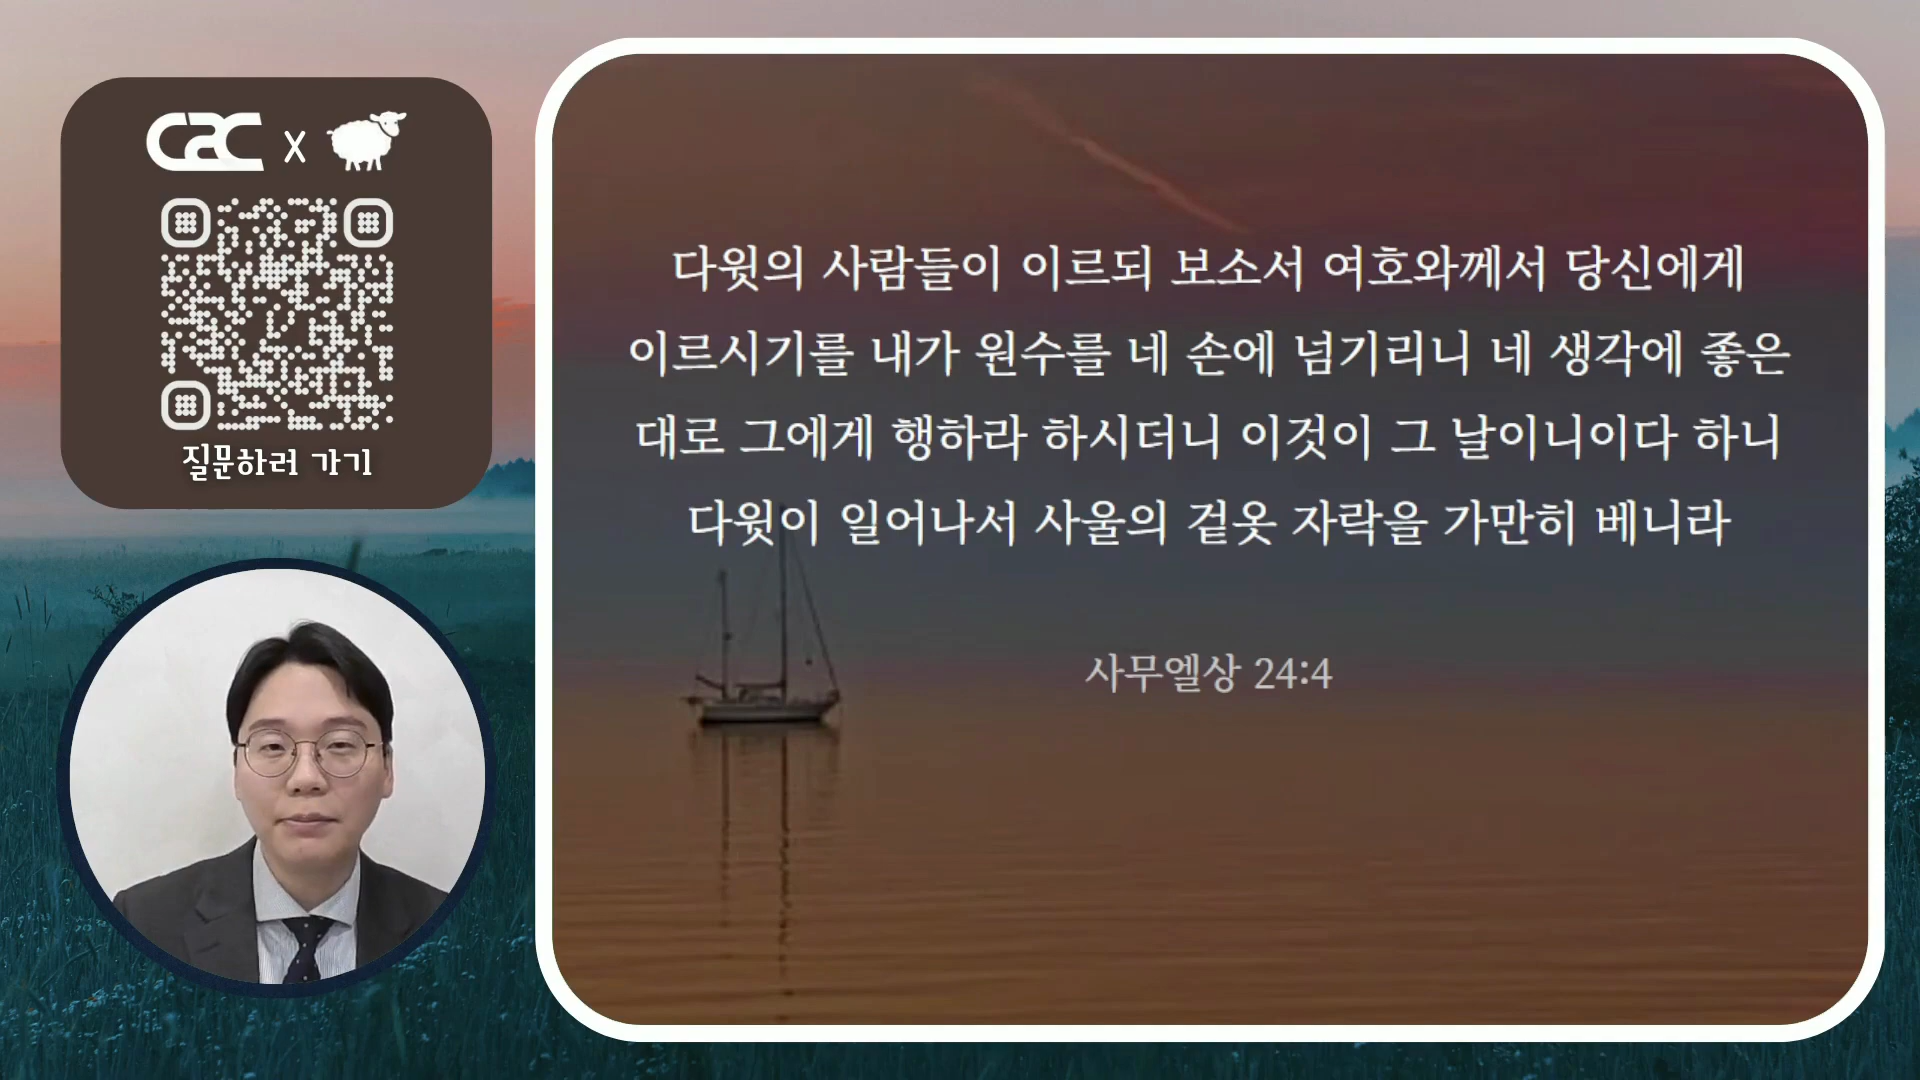 CAC X
질문하러 가기
다윗의 사람들이 이르되 보소서 여호와께서 당신에게
이르시기를 내가 원수를 네 손에 넘기리니 네 생각에 좋은
대로 그에게 행하라 하시더니 이것이 그 날이니이다 하니
다윗이 일어나서 사울의 겉옷 자락을 가만히 베니라
사무엘상 24:4